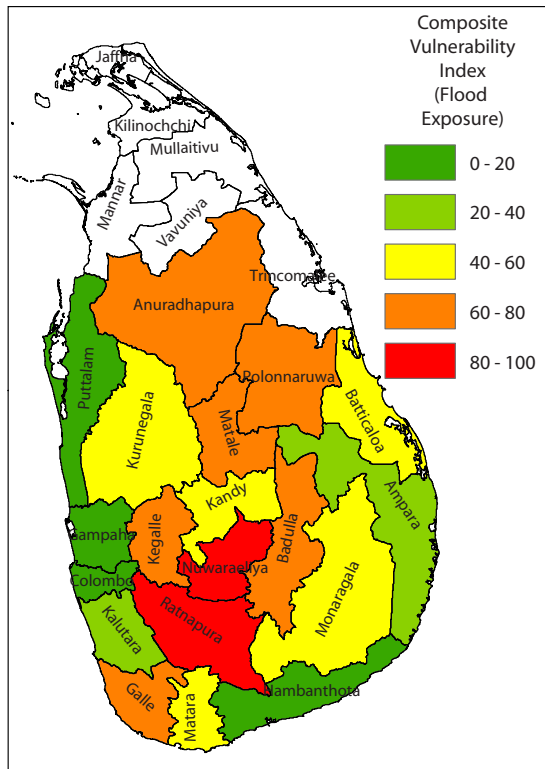 Composite
Vulnerability
Index
(Flood
Exposure)
0 - 20
20 - 40
40 - 60
60 - 80
80 - 100
Jaffna
Kilinochchi
Mullaitivu
Mannar
Vavuniya
Trincomalee
Anuradhapura
Puttalam
Polonnaruwa
Kurunegala
Matale
Batticaloa
Kandy
Ampara
Gampaha
Kegalle
Badulla
Nuwaraeliya
Colombo
Monaragala
Ratnapura
Kalutara
Galle
Matara
Hambanthota